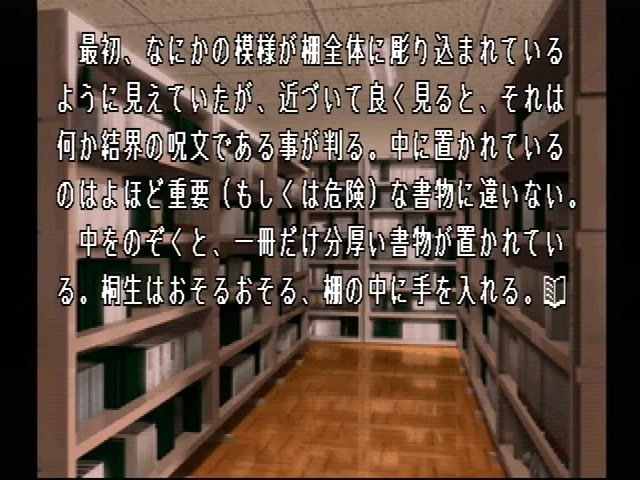 最初、なにかの模様が棚全体に彫り込まれている
ように見えていたが、近づいて良く見ると、それは
何か結界の呪文である事が判る。中に置かれている
のはよほど重要（もしくは危険）な書物に違いない。
中をのぞくと、一冊だけ分厚い書物が置かれてい
る。桐生はおそるおそる、棚の中に手を入れる。